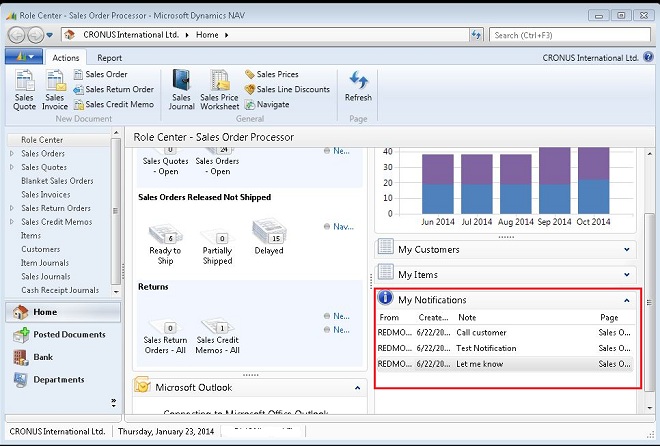 Role Center - Sales Order Processor - Microsoft Dynamics NAV
CRONUS International Ltd. Home
Search (Ctrl+F3)
Actions Report
CRONUS International Ltd.
Sales Quote
Sales Invoice
Sales Order
Sales Return Order
Sales Credit Memo
New Document
Sales Journal
Sales Price Worksheet
Sales Prices
Sales Line Discounts
Navigate
General
Refresh
Page
Role Center
Sales Orders
Sales Quotes
Blanket Sales Orders
Sales Invoices
Sales Return Orders
Sales Credit Memos
Items
Customers
Item Journals
Sales Journals
Cash Receipt Journals
Home
Posted Documents
Bank
Departments
»
Role Center - Sales Order Processor
0 24
Sales Quotes - Open
Sales Orders - Open
Ne...
Sales Orders Released Not Shipped
6 0 15
Ready to Ship
Partially Shipped
Delayed
Nav...
Returns
0 1
Sales Return Orders - All
Sales Credit Memos - All
Ne...
Ne...
Microsoft Outlook
Connecting to Microsoft Office Outlook
40
30
20
10
0
Jun 2014 Jul 2014 Aug 2014 Sep 2014 Oct 2014
My Customers
My Items
My Notifications
From Create... Note Page
REDMO... 6/22/20... Call customer Sales O...
REDMO... 6/22/20... Test Notification Sales O...
REDMO... 6/22/20... Let me know Sales O...
CRONUS International Ltd. Thursday, January 23, 2014